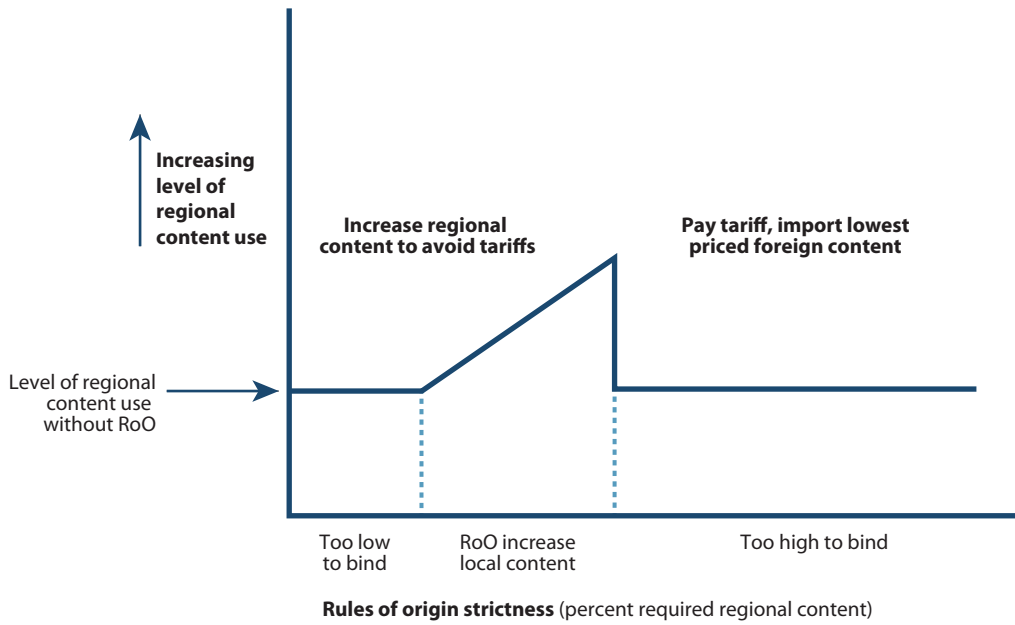 Increasing
level of
regional
content use
Increase regional
content to avoid tariffs
Pay tariff, import lowest
priced foreign content
Level of regional
content use
without RoO
Too low
to bind
RoO increase
local content
Too high to bind
Rules of origin strictness (percent required regional content)